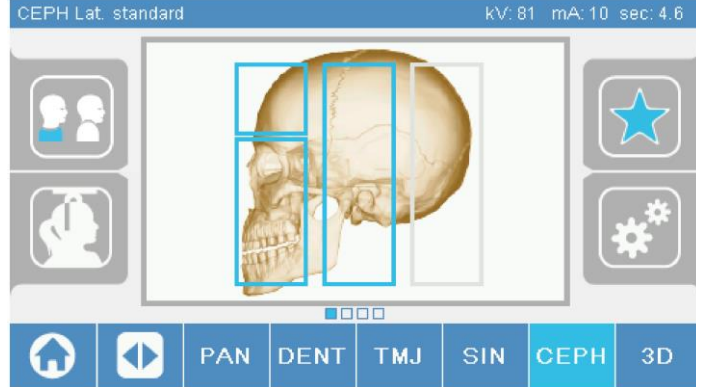 CEPH Lat. standard kV: 81 mA: 10 sec: 4.6
PAN DENT TMJ SIN CEPH 3D